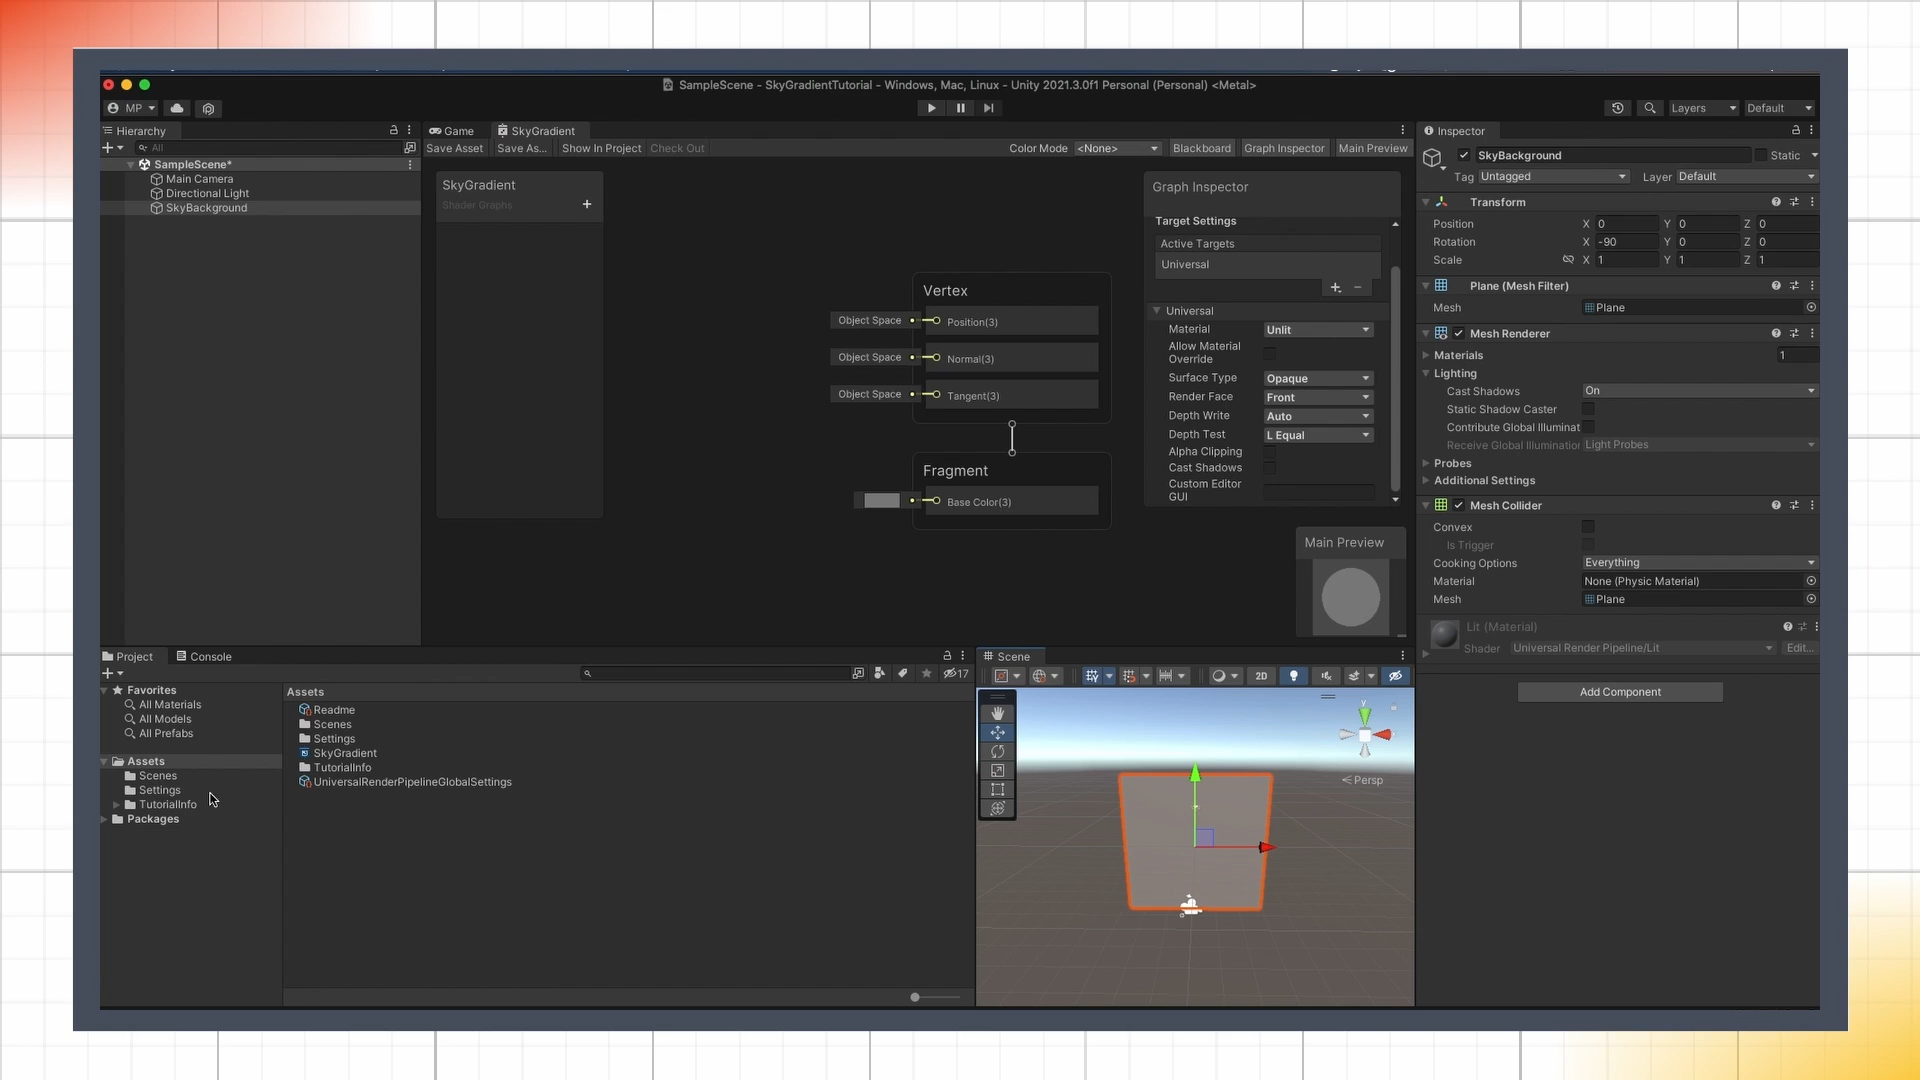 SampleScene - SkyGradientTutorial - Windows, Mac, Linux - Unity 2021.3.0f1 Personal (Personal) <Metal>
MP
Layers
Default
Hierarchy
All
SampleScene*
Main Camera
Directional Light
SkyBackground
Game
SkyGradient
Save Asset
Save As...
Show In Project
Check Out
Color Mode
<None>
Blackboard
Graph Inspector
Main Preview
SkyGradient
Shader Graphs
Vertex
Object Space
Position(3)
Object Space
Normal(3)
Object Space
Tangent(3)
Fragment
Base Color(3)
Graph Inspector
Target Settings
Active Targets
Universal
Universal
Material
Unlit
Allow Material
Override
Surface Type
Opaque
Render Face
Front
Depth Write
Auto
Depth Test
L Equal
Alpha Clipping
Cast Shadows
Custom Editor
GUI
Main Preview
Inspector
SkyBackground
Static
Tag
Untagged
Layer
Default
Transform
Position
X 0
Y 0
Z 0
Rotation
X -90
Y 0
Z 0
Scale
X 1
Y 1
Z 1
Plane (Mesh Filter)
Mesh
Plane
Mesh Renderer
Materials
1
Lighting
Cast Shadows
On
Static Shadow Caster
Contribute Global Illuminat
Receive Global Illumination
Light Probes
Probes
Additional Settings
Mesh Collider
Convex
Is Trigger
Cooking Options
Everything
Material
None (Physic Material)
Mesh
Plane
Lit (Material)
Shader
Universal Render Pipeline/Lit
Edit...
Add Component
Project
Console
17
Favorites
All Materials
All Models
All Prefabs
Assets
Scenes
Settings
TutorialInfo
Packages
Assets
Readme
Scenes
Settings
SkyGradient
TutorialInfo
UniversalRenderPipelineGlobalSettings
Scene
2D
y
Persp